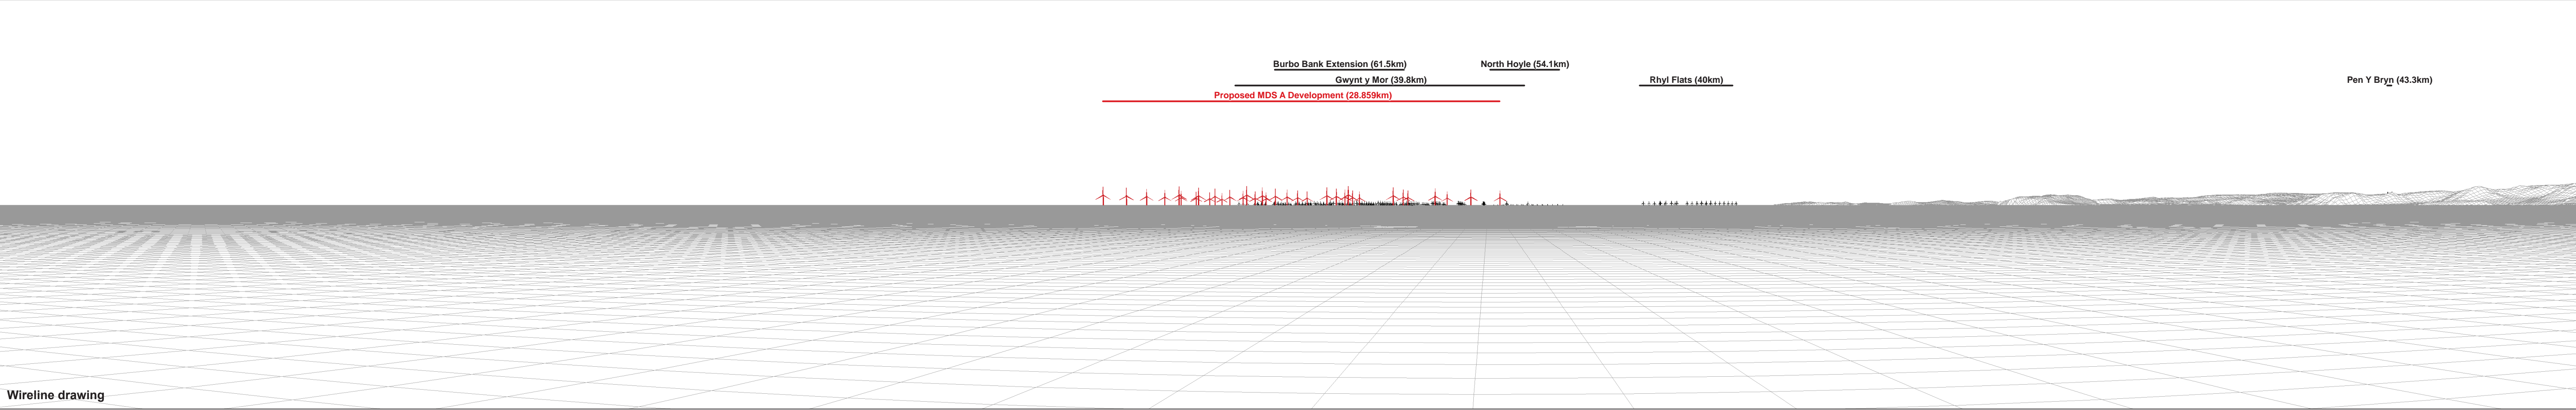 Burbo Bank Extension (61.5km)
North Hoyle (54.1km)
Gwynt y Mor (39.8km)
Rhyl Flats (40km)
Pen Y Bryn (43.3km)
Proposed MDS A Development (28.859km)
Wireline drawing